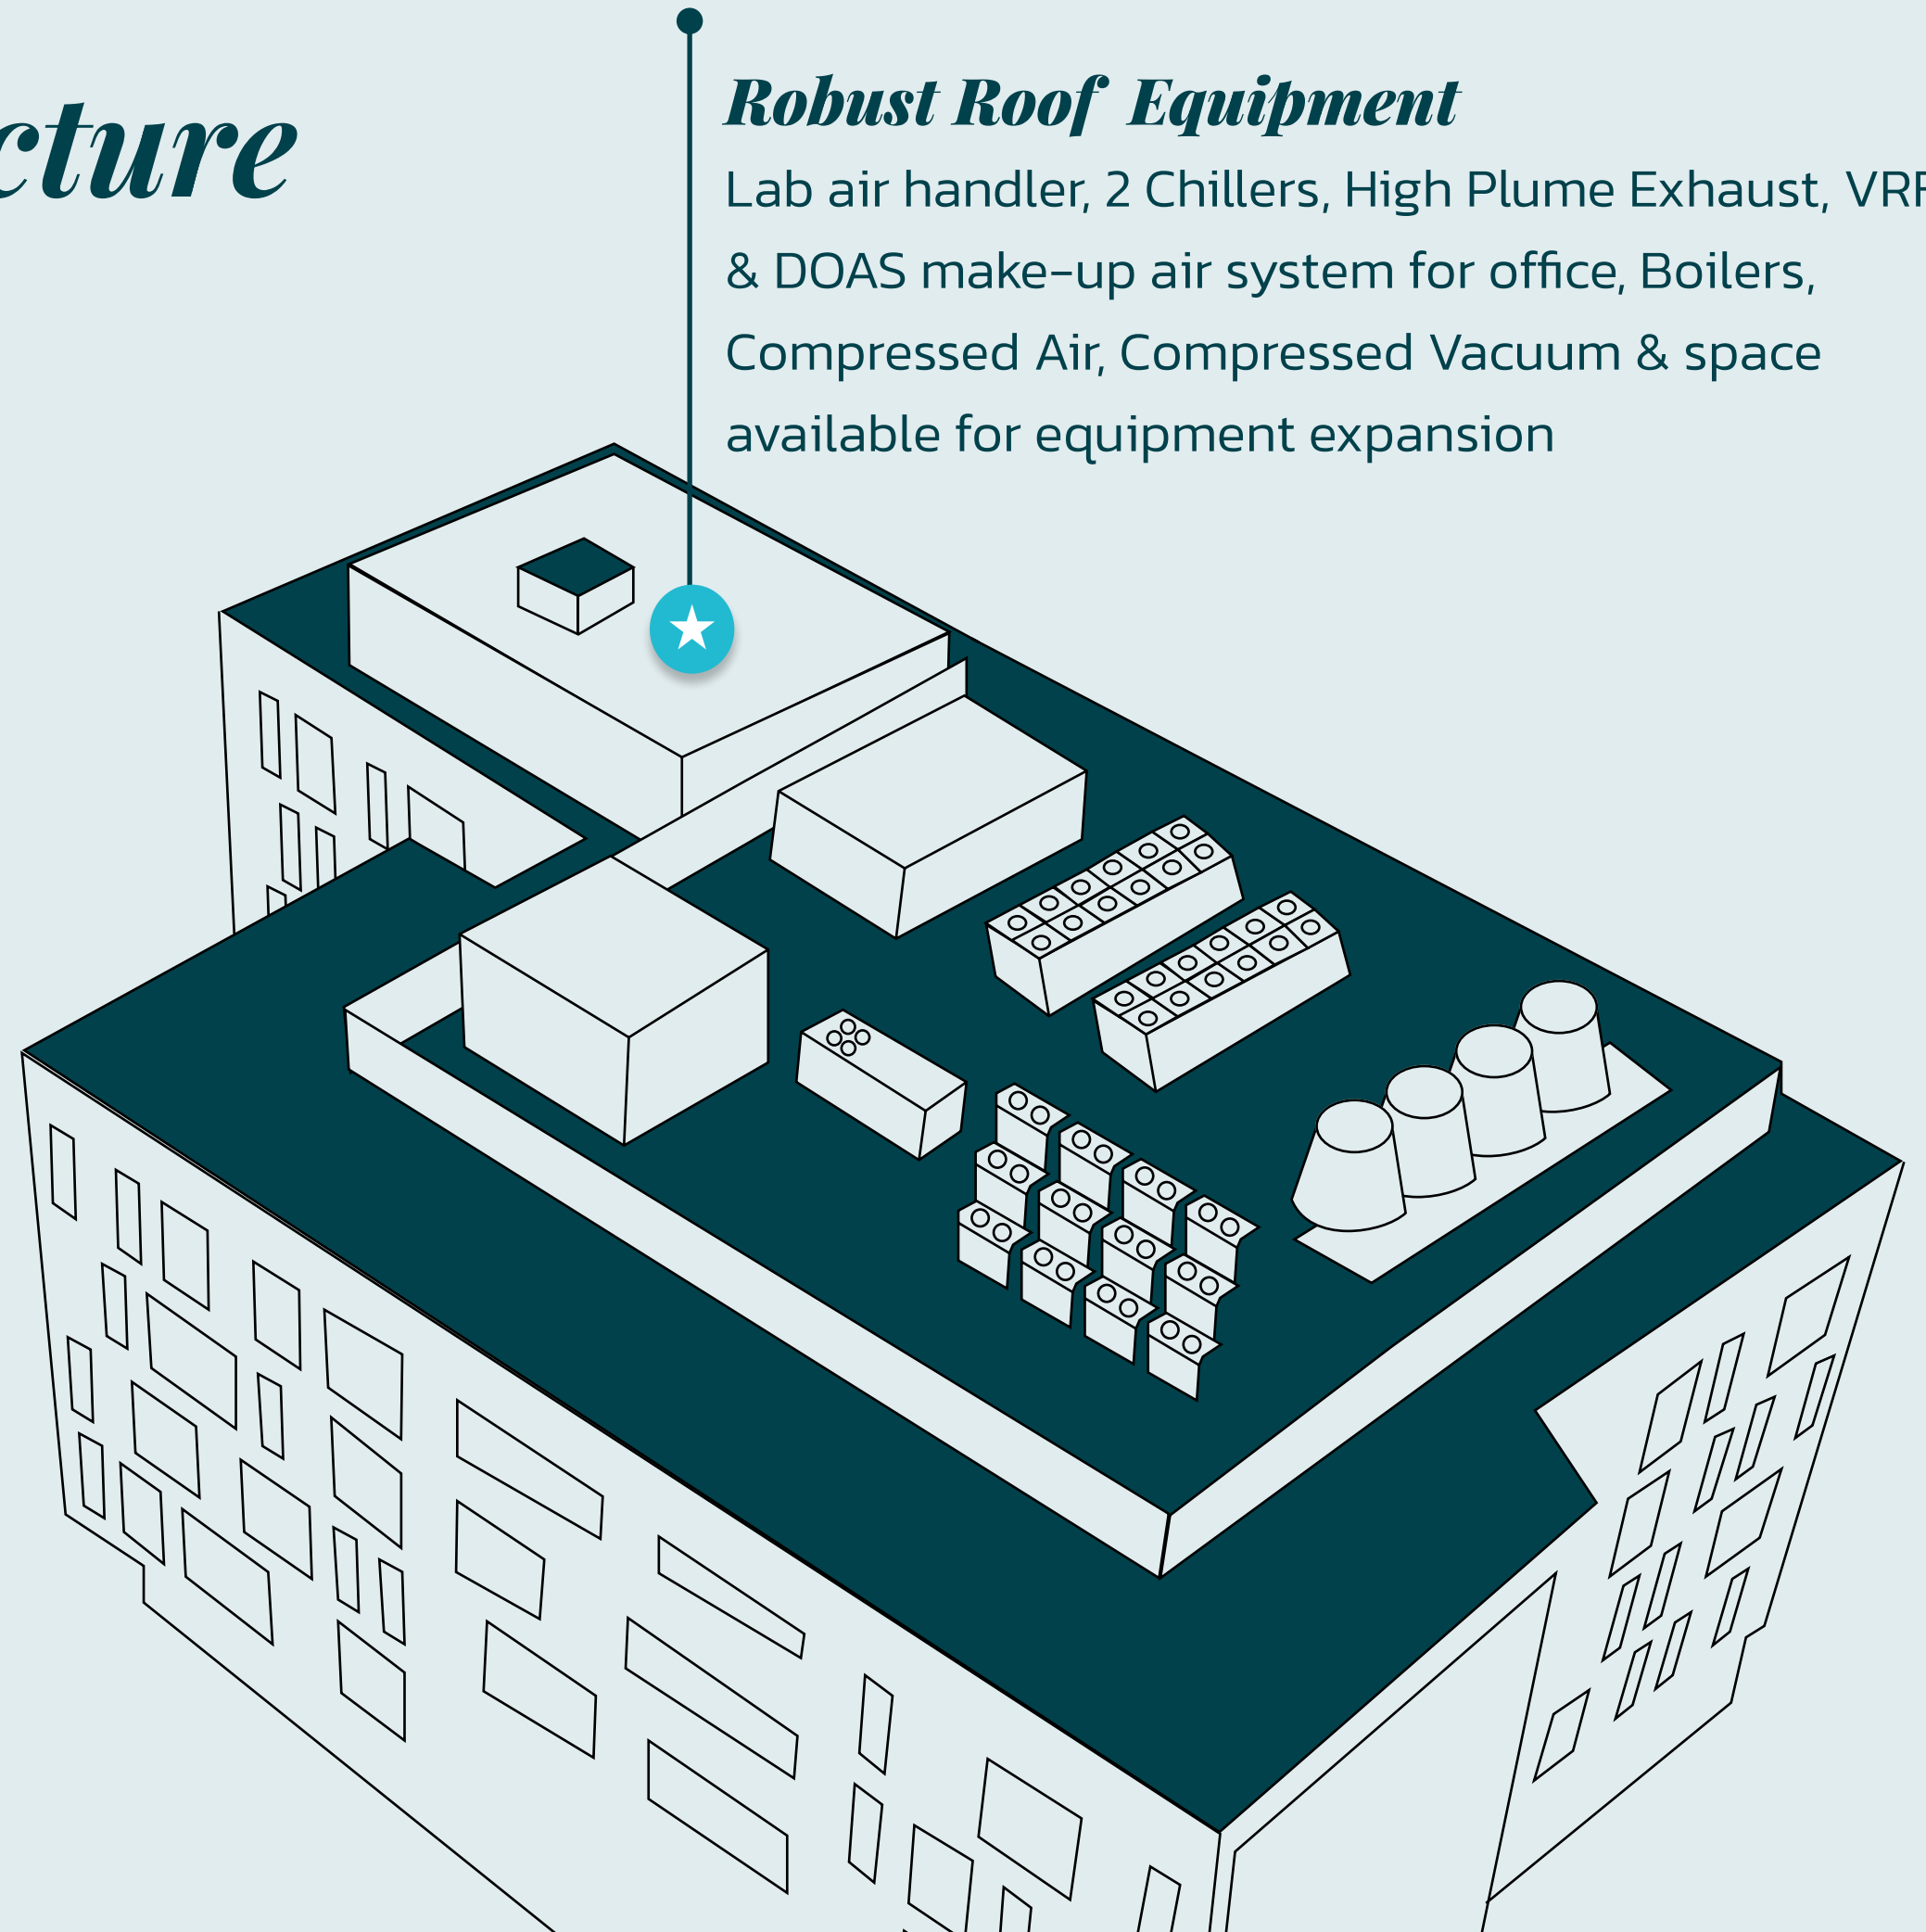 cture
Robust Roof Equipment
Lab air handler, 2 Chillers, High Plume Exhaust, VRF
& DOAS make-up air system for office, Boilers,
Compressed Air, Compressed Vacuum & space
available for equipment expansion